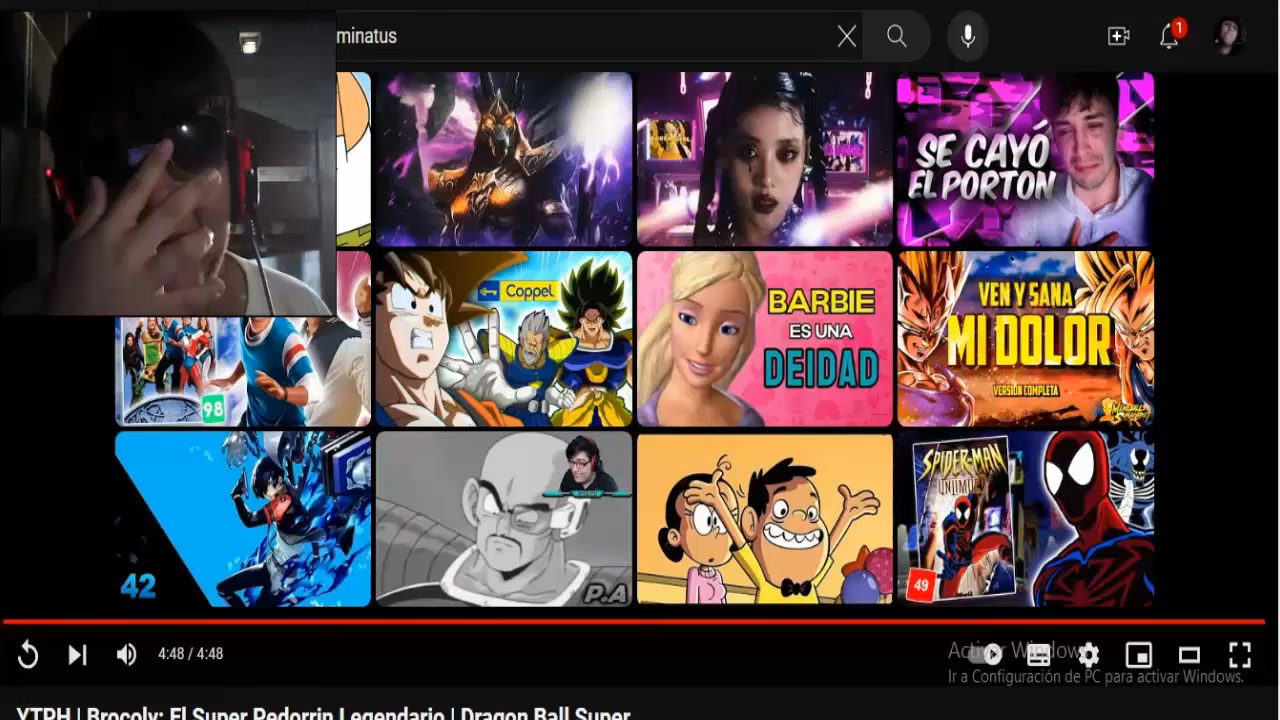 minatus
1
SE CAYÓ
EL PORTON
Coppel
BARBIE
ES UNA
DEIDAD
VEN Y SANA
MI DOLOR
VERSIÓN COMPLETA
98
42
P.A
SPIDER-MAN
UNLIMITED
49
4:48 / 4:48
Activar Windows
Ir a Configuración de PC para activar Windows.
YTPH | Brocoly: El Super Pedorrin Legendario | Dragon Ball Super